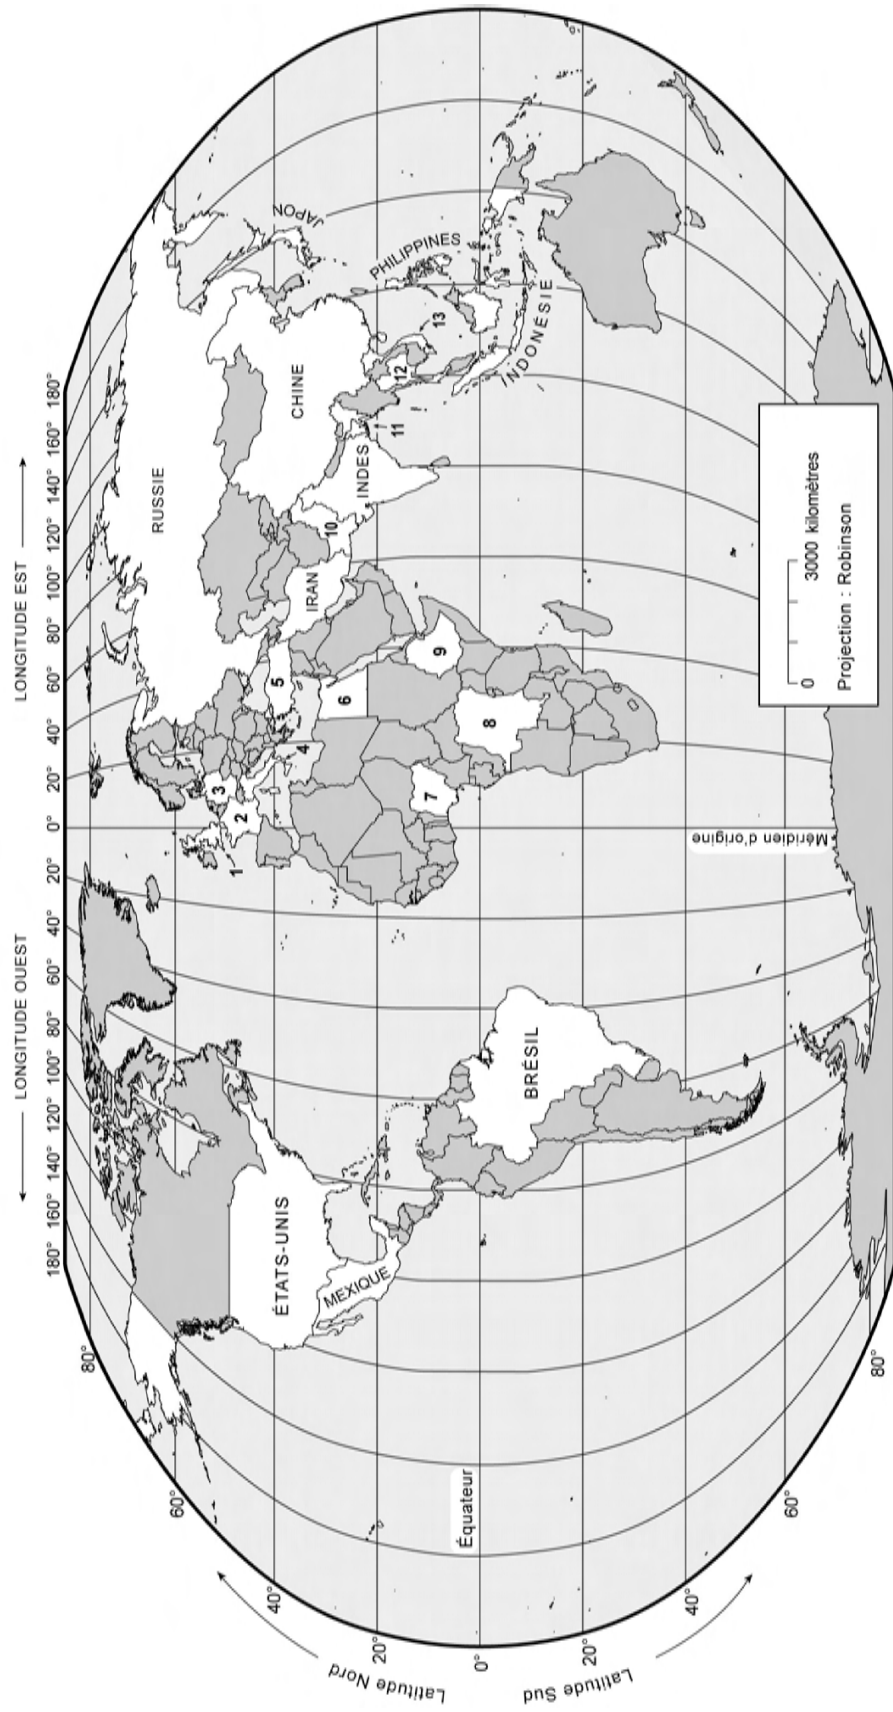 ← LONGITUDE OUEST
LONGITUDE EST →
180° 160° 140° 120° 100° 80° 60° 40° 20° 0° 20° 40° 60° 80° 100° 120° 140° 160° 180°
80°
60°
40°
20°
0°
20°
40°
60°
80°
Latitude Nord
Latitude Sud
Équateur
Méridien d'origine
ÉTATS-UNIS
MEXIQUE
BRÉSIL
RUSSIE
CHINE
JAPON
PHILIPPINES
INDONÉSIE
INDES
IRAN
1
2
3
4
5
6
7
8
9
10
11
12
13
0 3000 kilomètres
Projection : Robinson